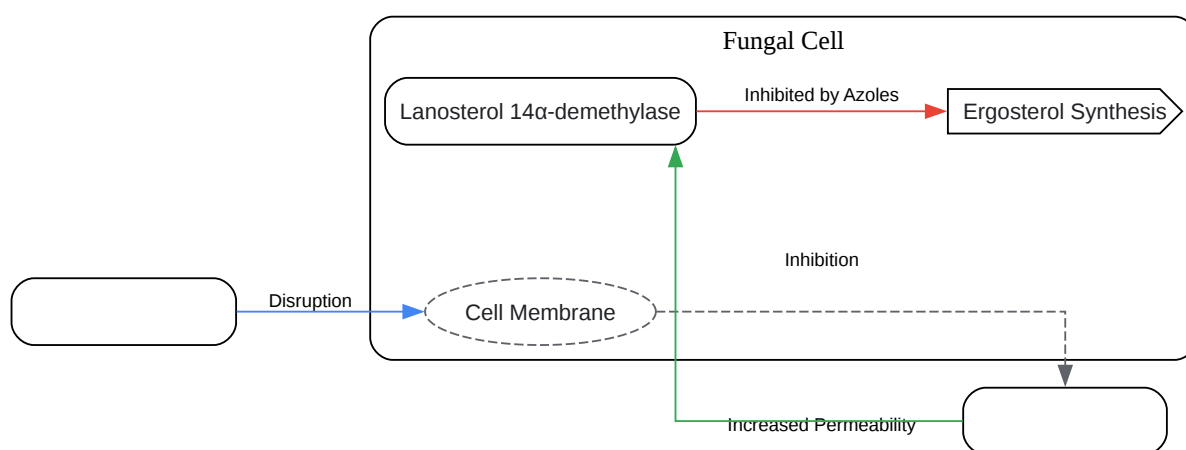 Fungal Cell
Lanosterol 14α-demethylase
Inhibited by Azoles
Ergosterol Synthesis
Inhibition
Disruption
Cell Membrane
Increased Permeability